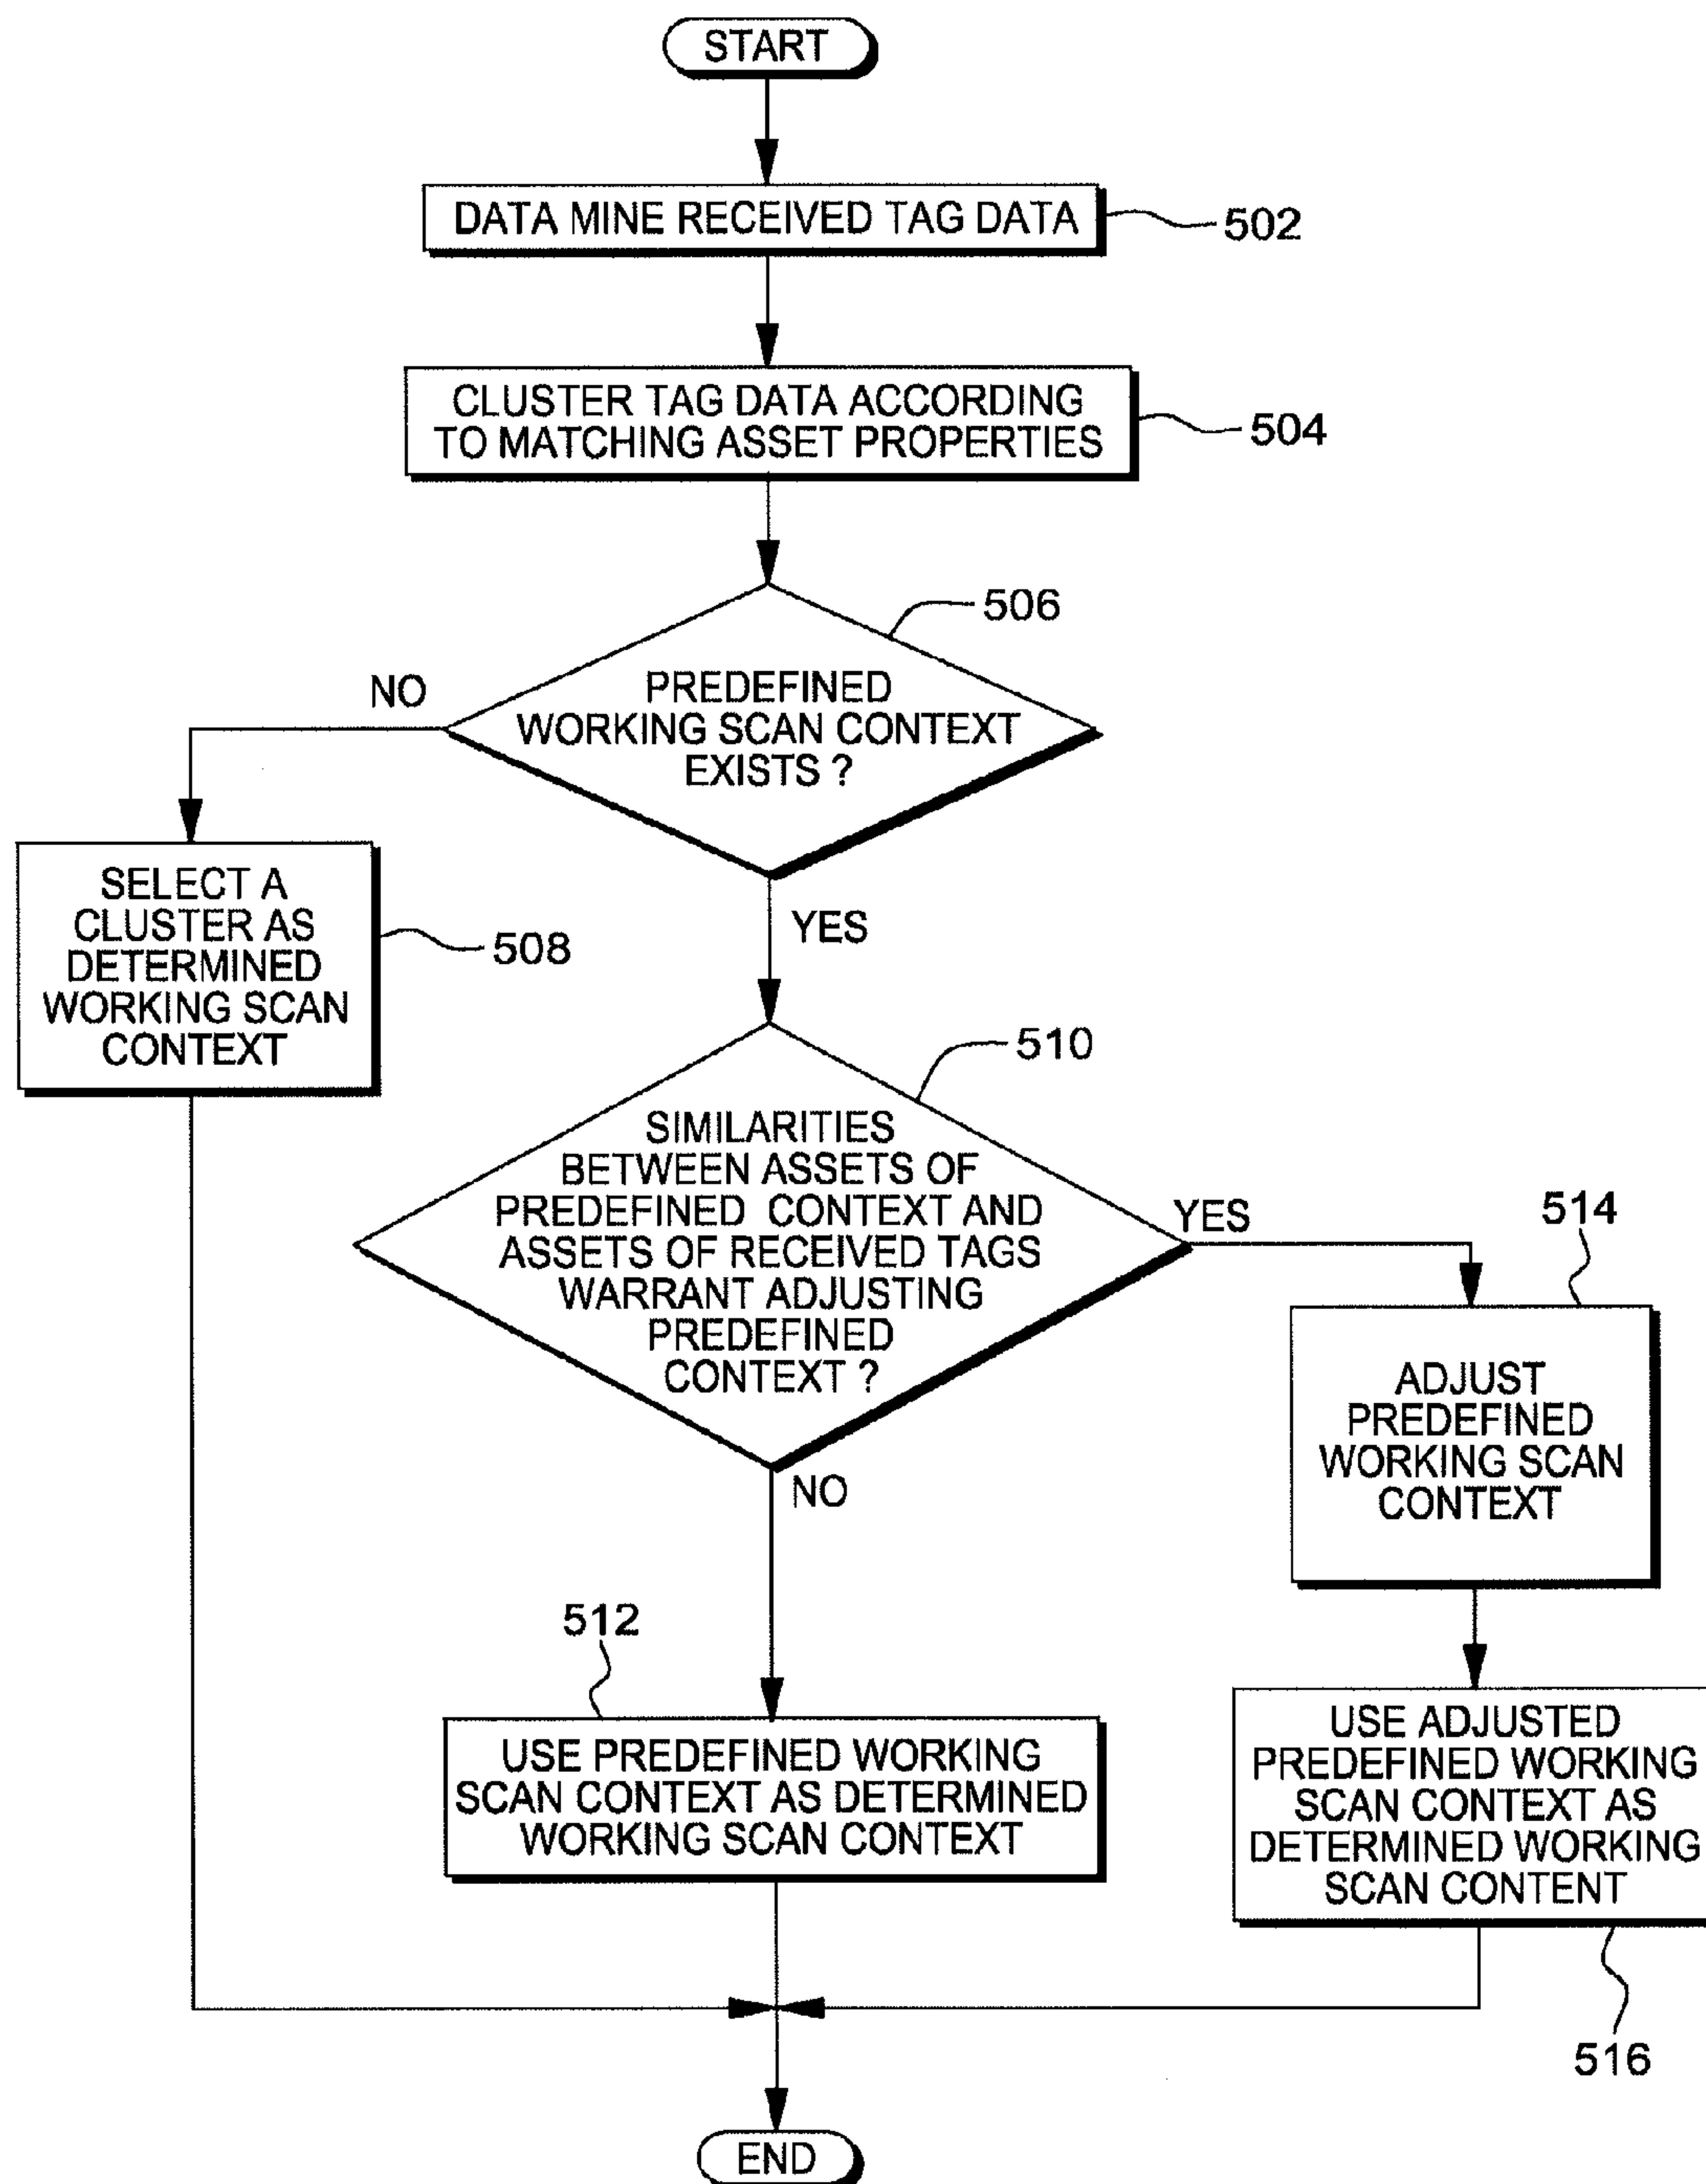 START
DATA MINE RECEIVED TAG DATA
502
CLUSTER TAG DATA ACCORDING
TO MATCHING ASSET PROPERTIES
504
506
PREDEFINED
WORKING SCAN CONTEXT
EXISTS ?
NO
YES
SELECT A
CLUSTER AS
DETERMINED
WORKING SCAN
CONTEXT
508
510
SIMILARITIES
BETWEEN ASSETS OF
PREDEFINED CONTEXT AND
ASSETS OF RECEIVED TAGS
WARRANT ADJUSTING
PREDEFINED
CONTEXT ?
YES
NO
514
ADJUST
PREDEFINED
WORKING SCAN
CONTEXT
512
USE PREDEFINED WORKING
SCAN CONTEXT AS DETERMINED
WORKING SCAN CONTEXT
USE ADJUSTED
PREDEFINED WORKING
SCAN CONTEXT AS
DETERMINED WORKING
SCAN CONTENT
516
END